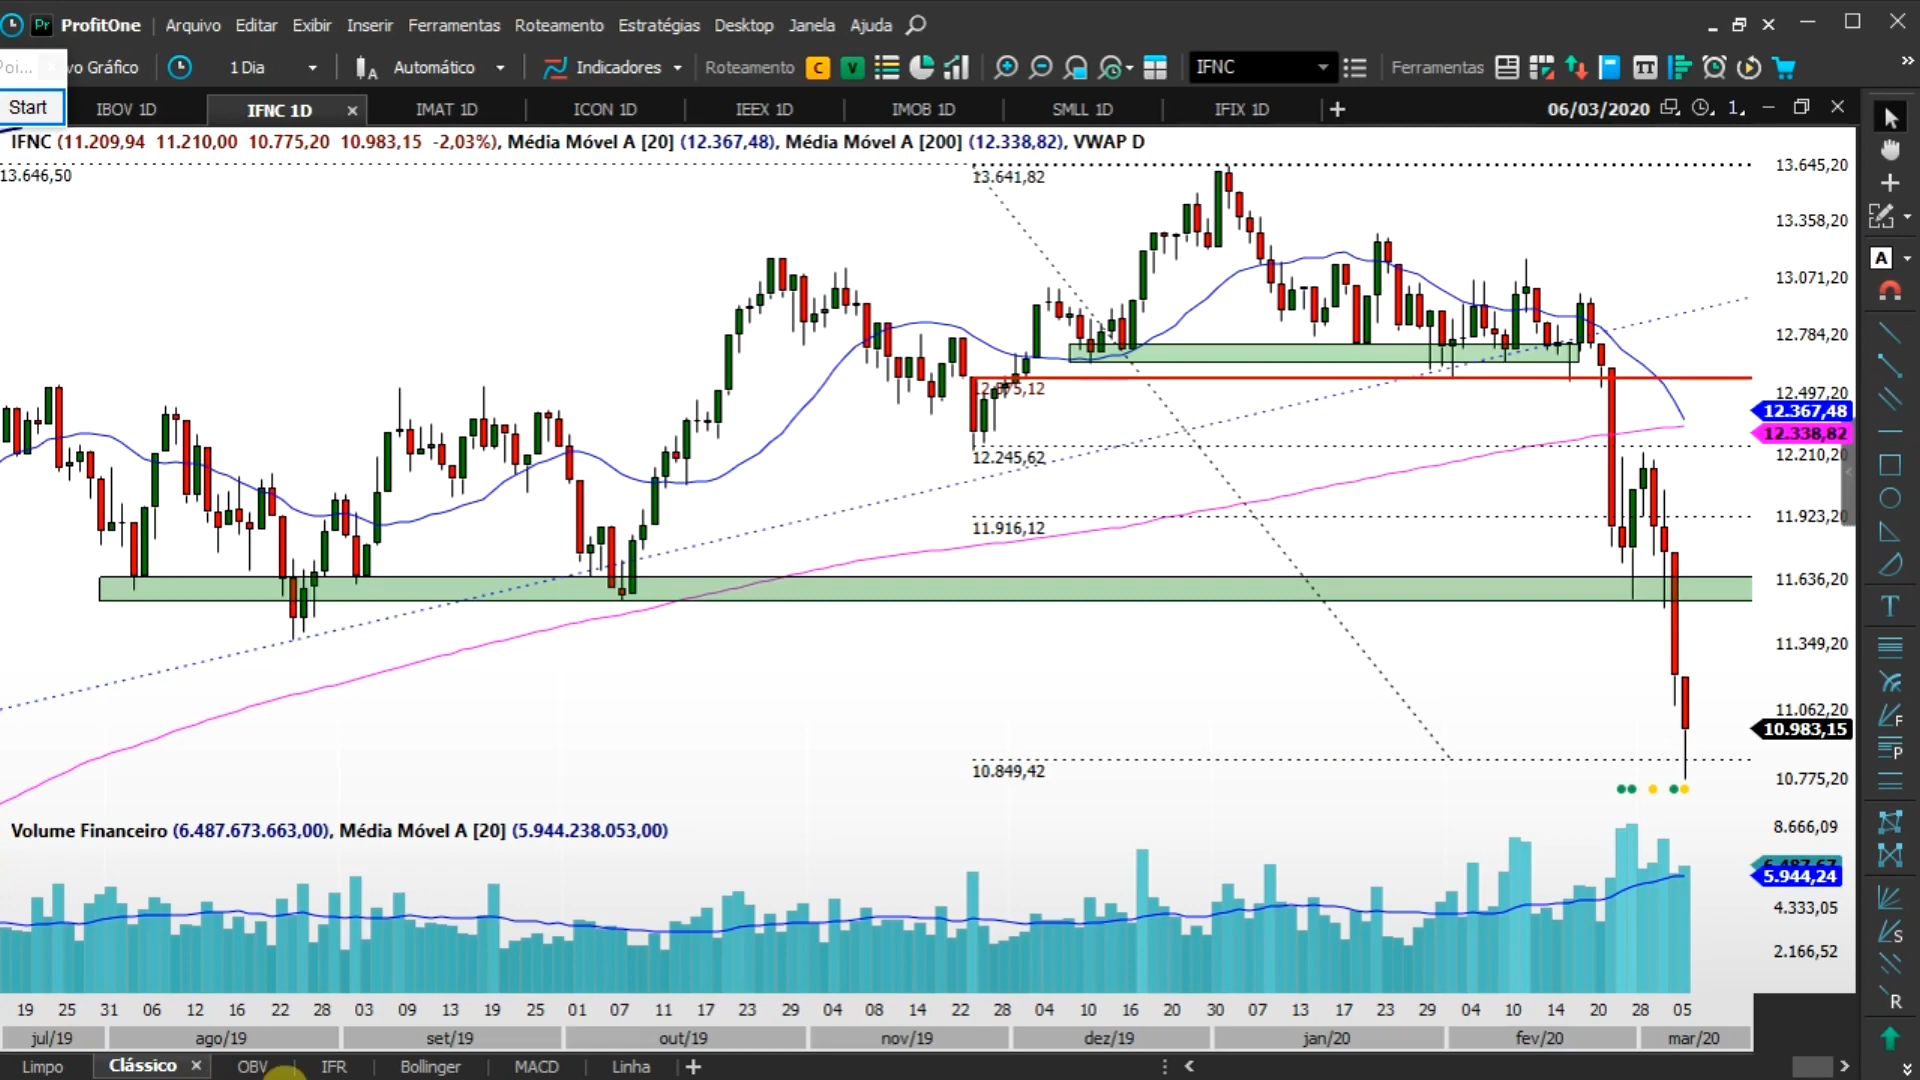 Pr ProfitOne Arquivo Editar Exibir Inserir Ferramentas Roteamento Estratégias Desktop Janela Ajuda
vo Gráfico 1 Dia A Automático Indicadores Roteamento C V IFNC Ferramentas
Start IBOV 1D IFNC 1D IMAT 1D ICON 1D IEEX 1D IMOB 1D SMLL 1D IFIX 1D 06/03/2020 1
IFNC (11.209,94 11.210,00 10.775,20 10.983,15 -2,03%), Média Móvel A [20] (12.367,48), Média Móvel A [200] (12.338,82), VWAP D
13.645,20
13.646,50 13.641,82
13.358,20
A
13.071,20
12.784,20
12.575,12 12.497,20
12.367,48
12.338,82
12.245,62 12.210,20
11.916,12 11.923,20
11.636,20
T
11.349,20
11.062,20
F
10.983,15
P
10.849,42 10.775,20
Volume Financeiro (6.487.673.663,00), Média Móvel A [20] (5.944.238.053,00) 8.666,09
6.487,67
5.944,24
4.333,05
S
2.166,52
R
19 25 31 06 12 16 22 28 03 09 13 19 25 01 07 11 17 23 29 04 08 14 22 28 04 10 16 20 30 07 13 17 23 29 04 10 14 20 28 05
jul/19 ago/19 set/19 out/19 nov/19 dez/19 jan/20 fev/20 mar/20
Limpo Clássico OBV IFR Bollinger MACD Linha